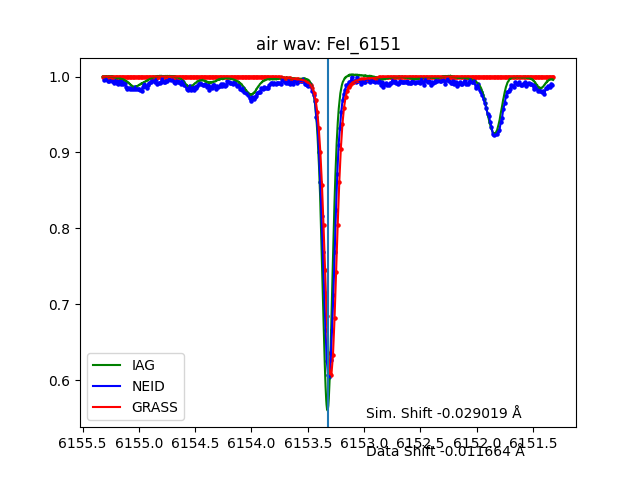 air wav: FeI_6151
1.0
0.9
0.8
0.7
0.6
IAG
NEID
GRASS
Sim. Shift -0.029019 Å
6155.5 6155.0 6154.5 6154.0 6153.5 6153.0 6152.5 6152.0 6151.5
Data Shift -0.011664 Å